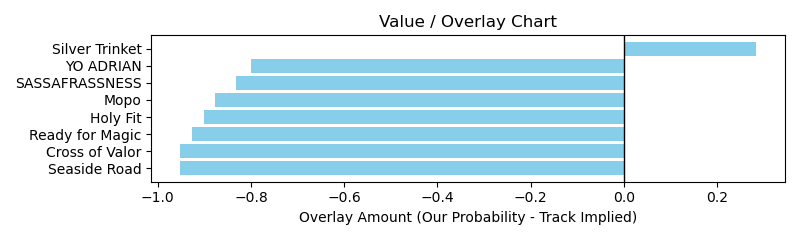 Value / Overlay Chart
Silver Trinket
YO ADRIAN
SASSAFRASSNESS
Mopo
Holy Fit
Ready for Magic
Cross of Valor
Seaside Road
−1.0 −0.8 −0.6 −0.4 −0.2 0.0 0.2
Overlay Amount (Our Probability - Track Implied)